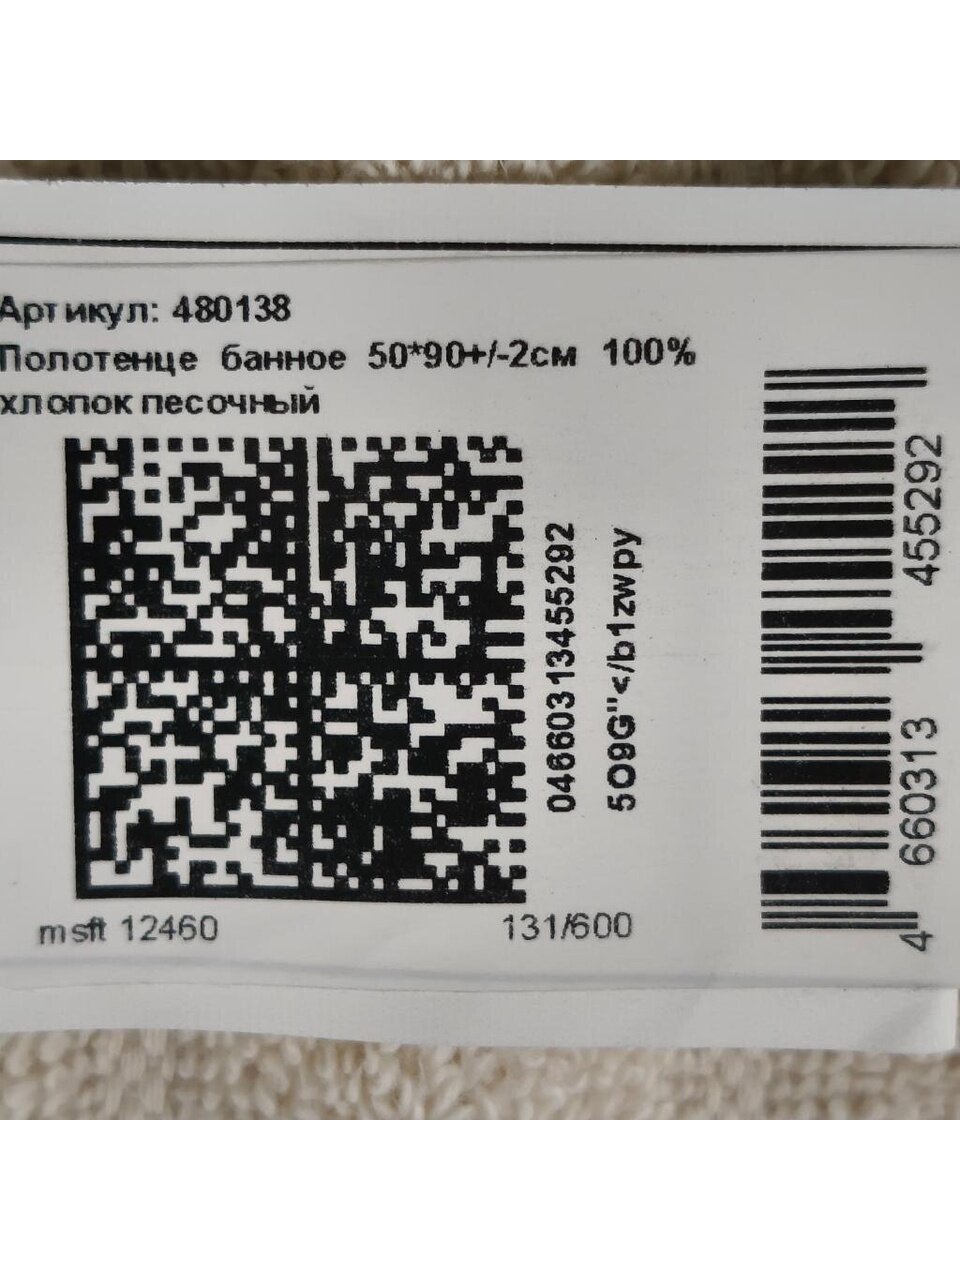 Артикул: 480138
Полотенце банное 50*90+/-2см 100%
хлопок песочный
04660313455292
5O9G"</b1zwpy
msft 12460
131/600
4 660313 455292